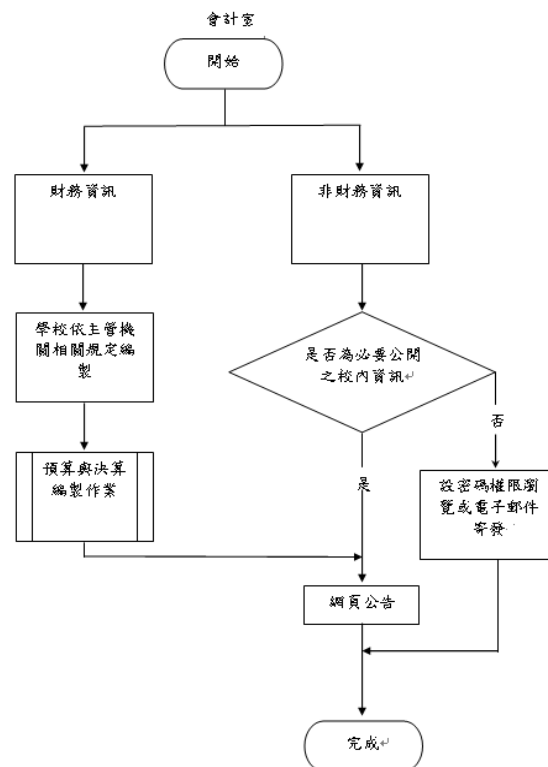 會計室
開始
財務資訊
非財務資訊
學校依主管機
關相關規定編
製
是否為必要公開
之校內資訊
否
預算與決算
編製作業
是
設密碼權限瀏
覽或電子郵件
寄發
網頁公告
完成